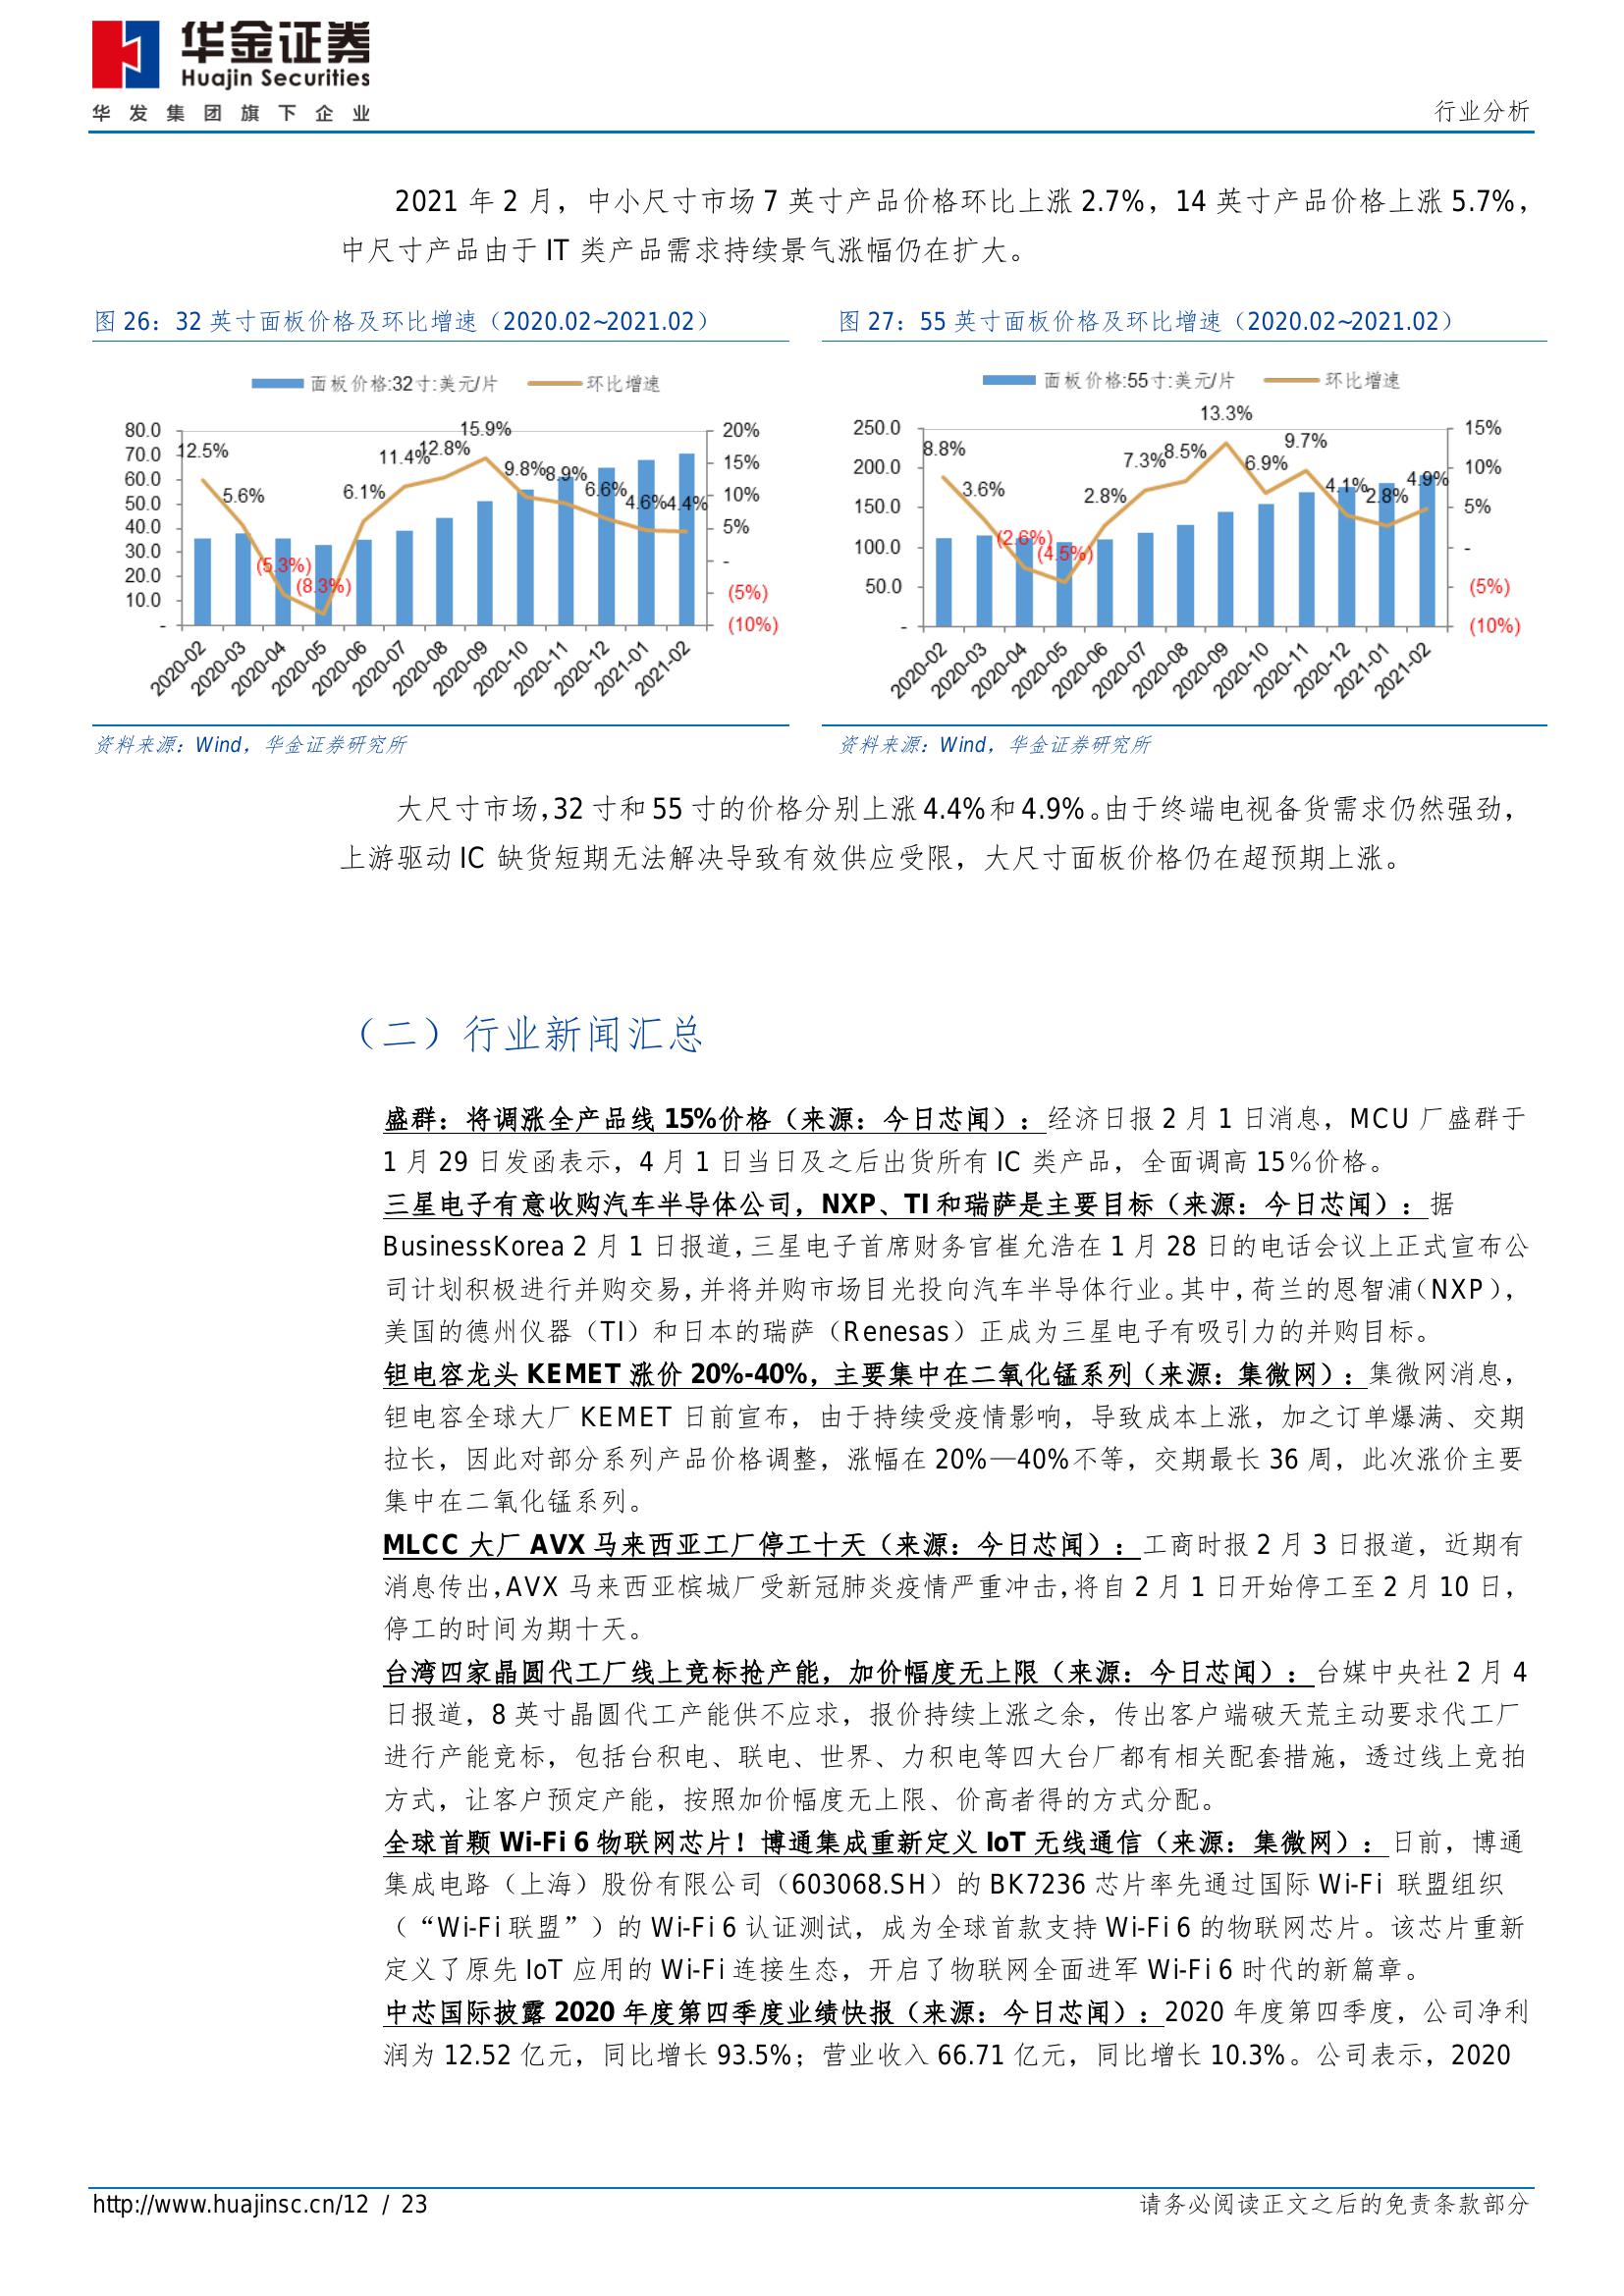 华金证券
Huajin Securities
华发集团旗下企业
行业分析
2021 年 2 月，中小尺寸市场 7 英寸产品价格环比上涨 2.7%，14 英寸产品价格上涨 5.7%，
中尺寸产品由于 IT 类产品需求持续景气涨幅仍在扩大。
图 26：32 英寸面板价格及环比增速（2020.02~2021.02）
面板价格:32寸:美元/片 环比增速
80.0
70.0
60.0
50.0
40.0
30.0
20.0
10.0
-
20%
15%
10%
5%
-
(5%)
(10%)
12.5% 5.6% (5.3%) (8.3%) 6.1% 11.4% 12.8% 15.9% 9.8% 8.9% 6.6% 4.6% 4.4%
2020-02 2020-03 2020-04 2020-05 2020-06 2020-07 2020-08 2020-09 2020-10 2020-11 2020-12 2021-01 2021-02
资料来源：Wind，华金证券研究所
图 27：55 英寸面板价格及环比增速（2020.02~2021.02）
面板价格:55寸:美元/片 环比增速
250.0
200.0
150.0
100.0
50.0
-
15%
10%
5%
-
(5%)
(10%)
8.8% 3.6% (2.6%) (4.5%) 2.8% 7.3% 8.5% 13.3% 6.9% 9.7% 4.1% 2.8% 4.9%
2020-02 2020-03 2020-04 2020-05 2020-06 2020-07 2020-08 2020-09 2020-10 2020-11 2020-12 2021-01 2021-02
资料来源：Wind，华金证券研究所
大尺寸市场，32 寸和 55 寸的价格分别上涨 4.4%和 4.9%。由于终端电视备货需求仍然强劲，
上游驱动 IC 缺货短期无法解决导致有效供应受限，大尺寸面板价格仍在超预期上涨。
（二）行业新闻汇总
盛群：将调涨全产品线 15%价格（来源：今日芯闻）：经济日报 2 月 1 日消息，MCU 厂盛群于
1 月 29 日发函表示，4 月 1 日当日及之后出货所有 IC 类产品，全面调高 15%价格。
三星电子有意收购汽车半导体公司，NXP、TI 和瑞萨是主要目标（来源：今日芯闻）：据
BusinessKorea 2 月 1 日报道，三星电子首席财务官崔允浩在 1 月 28 日的电话会议上正式宣布公
司计划积极进行并购交易，并将并购市场目光投向汽车半导体行业。其中，荷兰的恩智浦（NXP），
美国的德州仪器（TI）和日本的瑞萨（Renesas）正成为三星电子有吸引力的并购目标。
钽电容龙头 KEMET 涨价 20%-40%，主要集中在二氧化锰系列（来源：集微网）：集微网消息，
钽电容全球大厂 KEMET 日前宣布，由于持续受疫情影响，导致成本上涨，加之订单爆满、交期
拉长，因此对部分系列产品价格调整，涨幅在 20%—40%不等，交期最长 36 周，此次涨价主要
集中在二氧化锰系列。
MLCC 大厂 AVX 马来西亚工厂停工十天（来源：今日芯闻）：工商时报 2 月 3 日报道，近期有
消息传出，AVX 马来西亚槟城厂受新冠肺炎疫情严重冲击，将自 2 月 1 日开始停工至 2 月 10 日，
停工的时间为期十天。
台湾四家晶圆代工厂线上竞标抢产能，加价幅度无上限（来源：今日芯闻）：台媒中央社 2 月 4
日报道，8 英寸晶圆代工产能供不应求，报价持续上涨之余，传出客户端破天荒主动要求代工厂
进行产能竞标，包括台积电、联电、世界、力积电等四大台厂都有相关配套措施，透过线上竞拍
方式，让客户预定产能，按照加价幅度无上限、价高者得的方式分配。
全球首颗 Wi-Fi 6 物联网芯片！博通集成重新定义 IoT 无线通信（来源：集微网）：日前，博通
集成电路（上海）股份有限公司（603068.SH）的 BK7236 芯片率先通过国际 Wi-Fi 联盟组织
（“Wi-Fi 联盟”）的 Wi-Fi 6 认证测试，成为全球首款支持 Wi-Fi 6 的物联网芯片。该芯片重新
定义了原先 IoT 应用的 Wi-Fi 连接生态，开启了物联网全面进军 Wi-Fi 6 时代的新篇章。
中芯国际披露 2020 年度第四季度业绩快报（来源：今日芯闻）：2020 年度第四季度，公司净利
润为 12.52 亿元，同比增长 93.5%；营业收入 66.71 亿元，同比增长 10.3%。公司表示，2020
http://www.huajinsc.cn/12 / 23
请务必阅读正文之后的免责条款部分